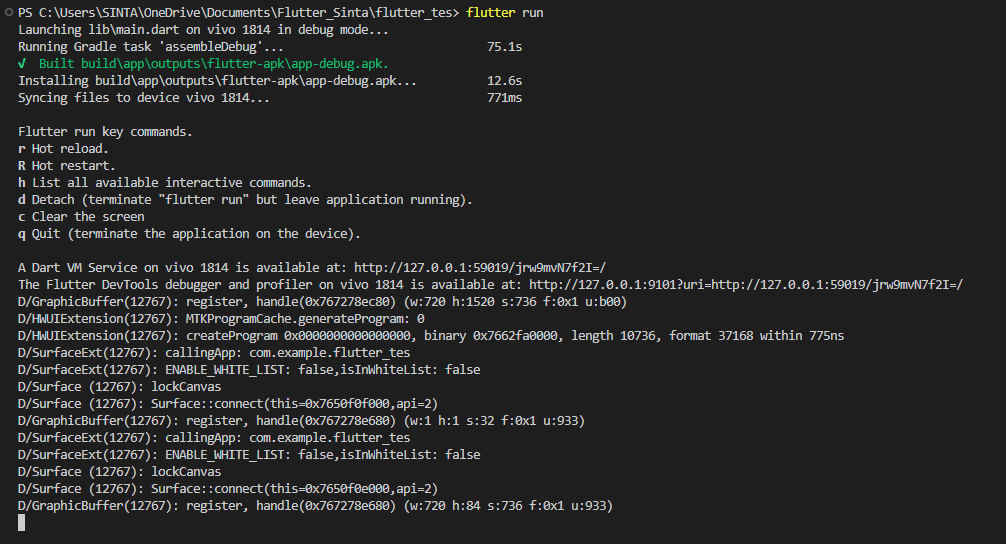 PS C:\Users\SINTA\OneDrive\Documents\Flutter_Sinta\flutter_tes> flutter run
Launching lib\main.dart on vivo 1814 in debug mode...
Running Gradle task 'assembleDebug'... 75.1s
√ Built build\app\outputs\flutter-apk\app-debug.apk.
Installing build\app\outputs\flutter-apk\app-debug.apk... 12.6s
Syncing files to device vivo 1814... 771ms
Flutter run key commands.
r Hot reload.
R Hot restart.
h List all available interactive commands.
d Detach (terminate "flutter run" but leave application running).
c Clear the screen
q Quit (terminate the application on the device).
A Dart VM Service on vivo 1814 is available at: http://127.0.0.1:59019/jrw9mvN7f2I=/
The Flutter DevTools debugger and profiler on vivo 1814 is available at: http://127.0.0.1:9101?uri=http://127.0.0.1:59019/jrw9mvN7f2I=/
D/GraphicBuffer(12767): register, handle(0x767278ec80) (w:720 h:1520 s:736 f:0x1 u:b00)
D/HWUIExtension(12767): MTKProgramCache.generateProgram: 0
D/HWUIExtension(12767): createProgram 0x0000000000000000, binary 0x7662fa0000, length 10736, format 37168 within 775ns
D/SurfaceExt(12767): callingApp: com.example.flutter_tes
D/SurfaceExt(12767): ENABLE_WHITE_LIST: false,isInWhiteList: false
D/Surface (12767): lockCanvas
D/Surface (12767): Surface::connect(this=0x7650f0f000,api=2)
D/GraphicBuffer(12767): register, handle(0x767278e680) (w:1 h:1 s:32 f:0x1 u:933)
D/SurfaceExt(12767): callingApp: com.example.flutter_tes
D/SurfaceExt(12767): ENABLE_WHITE_LIST: false,isInWhiteList: false
D/Surface (12767): lockCanvas
D/Surface (12767): Surface::connect(this=0x7650f0e000,api=2)
D/GraphicBuffer(12767): register, handle(0x767278e680) (w:720 h:84 s:736 f:0x1 u:933)